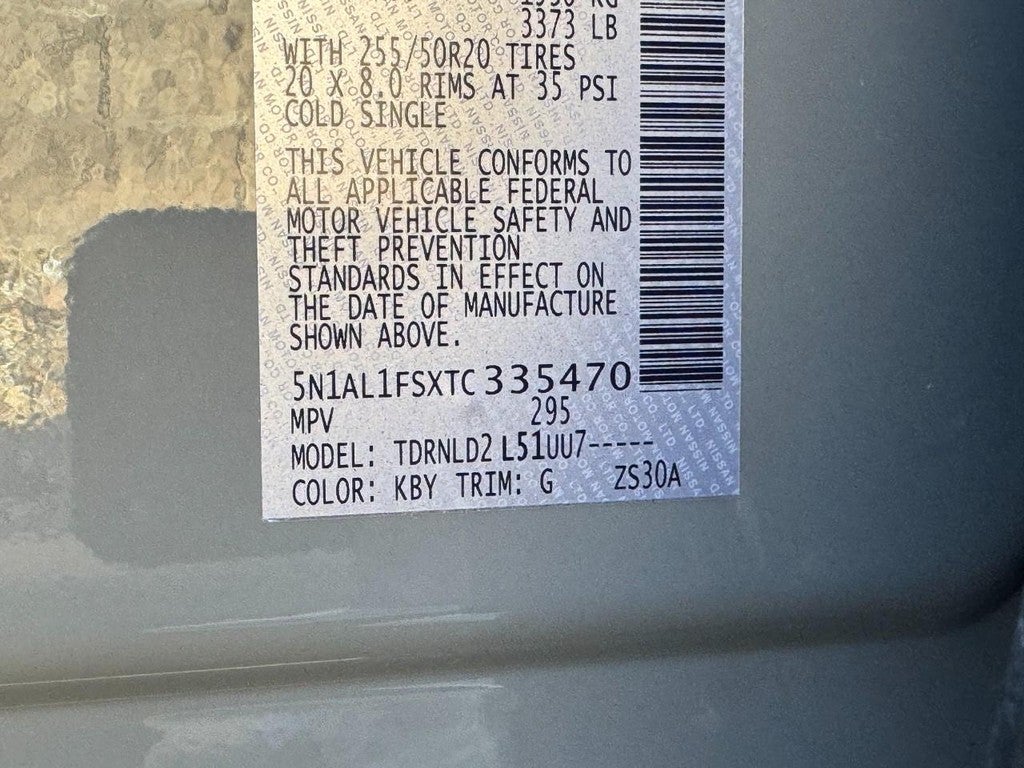 3373 LB
WITH 255/50R20 TIRES
20 X 8.0 RIMS AT 35 PSI
COLD SINGLE
THIS VEHICLE CONFORMS TO
ALL APPLICABLE FEDERAL
MOTOR VEHICLE SAFETY AND
THEFT PREVENTION
STANDARDS IN EFFECT ON
THE DATE OF MANUFACTURE
SHOWN ABOVE.
5N1AL1FSXTC335470
MPV 295
MODEL: TDRNLD2 L51UU7-----
COLOR: KBY TRIM: G ZS30A